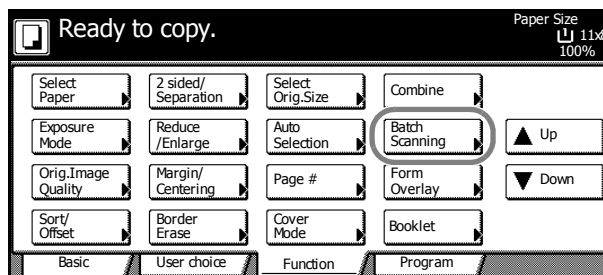 Ready to copy.
Paper Size
11x8
100%
Select
Paper
2 sided/
Separation
Select
Orig.Size
Combine
Exposure
Mode
Reduce
/Enlarge
Auto
Selection
Batch
Scanning
Up
Orig.Image
Quality
Margin/
Centering
Page #
Form
Overlay
Down
Sort/
Offset
Border
Erase
Cover
Mode
Booklet
Basic
User choice
Function
Program